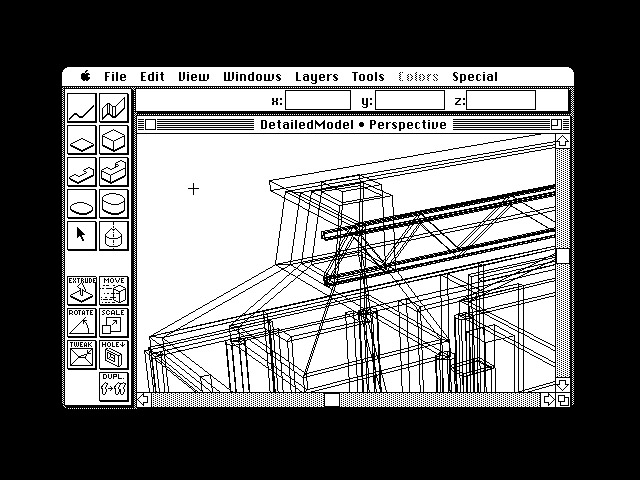 File Edit View Windows Layers Tools Colors Special
x: y: z:
DetailedModel • Perspective
EXTRUDE MOVE
ROTATE SCALE
TWEAK HOLE↓
DUPL.